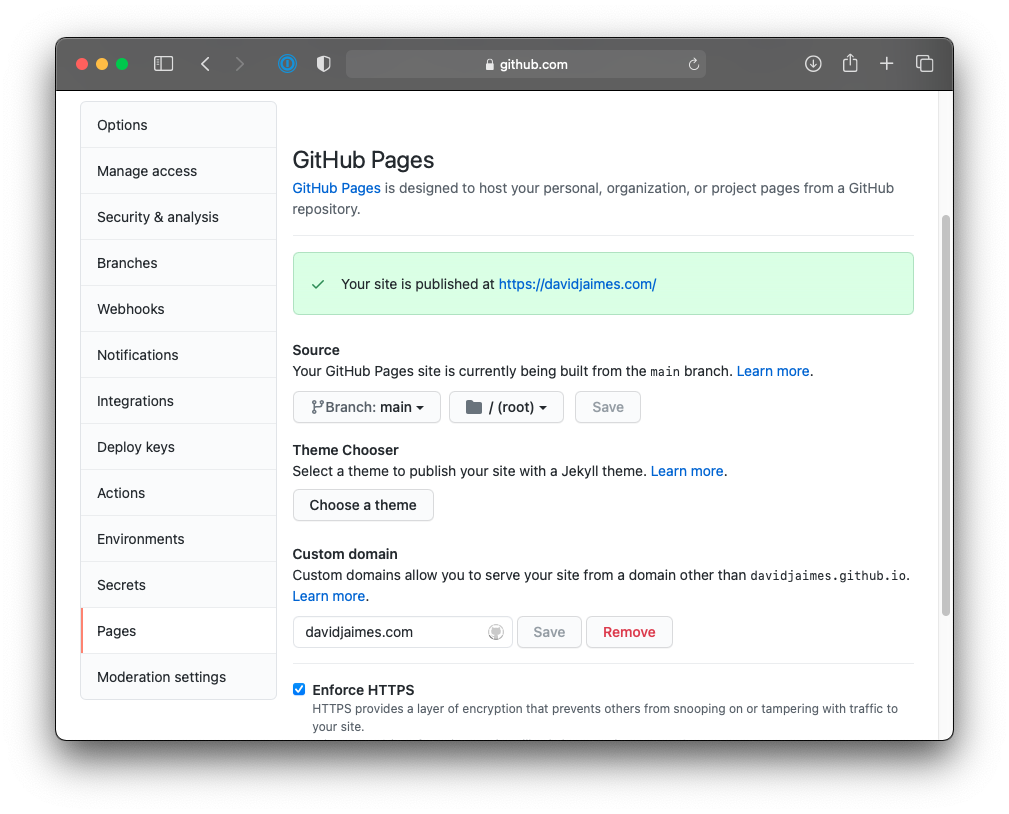 github.com
Options
Manage access
Security & analysis
Branches
Webhooks
Notifications
Integrations
Deploy keys
Actions
Environments
Secrets
Pages
Moderation settings
GitHub Pages
GitHub Pages is designed to host your personal, organization, or project pages from a GitHub
repository.
Your site is published at https://davidjaimes.com/
Source
Your GitHub Pages site is currently being built from the main branch. Learn more.
Branch: main
/ (root)
Save
Theme Chooser
Select a theme to publish your site with a Jekyll theme. Learn more.
Choose a theme
Custom domain
Custom domains allow you to serve your site from a domain other than davidjaimes.github.io.
Learn more.
davidjaimes.com
Save
Remove
Enforce HTTPS
HTTPS provides a layer of encryption that prevents others from snooping on or tampering with traffic to
your site.